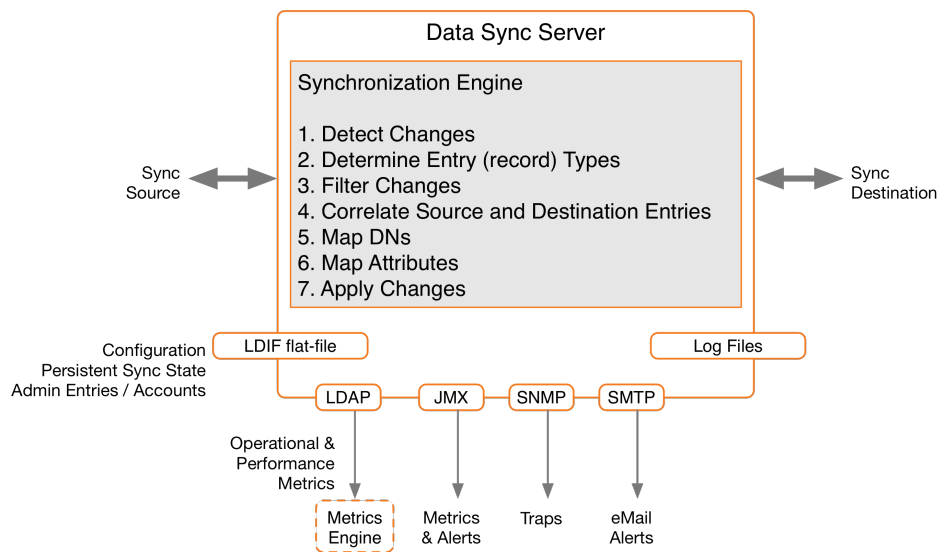 Data Sync Server
Synchronization Engine
1. Detect Changes
2. Determine Entry (record) Types
3. Filter Changes
4. Correlate Source and Destination Entries
5. Map DNs
6. Map Attributes
7. Apply Changes
Sync
Source
Sync
Destination
LDIF flat-file
Log Files
Configuration
Persistent Sync State
Admin Entries / Accounts
LDAP
JMX
SNMP
SMTP
Operational &
Performance
Metrics
Metrics
Engine
Metrics
& Alerts
Traps
eMail
Alerts